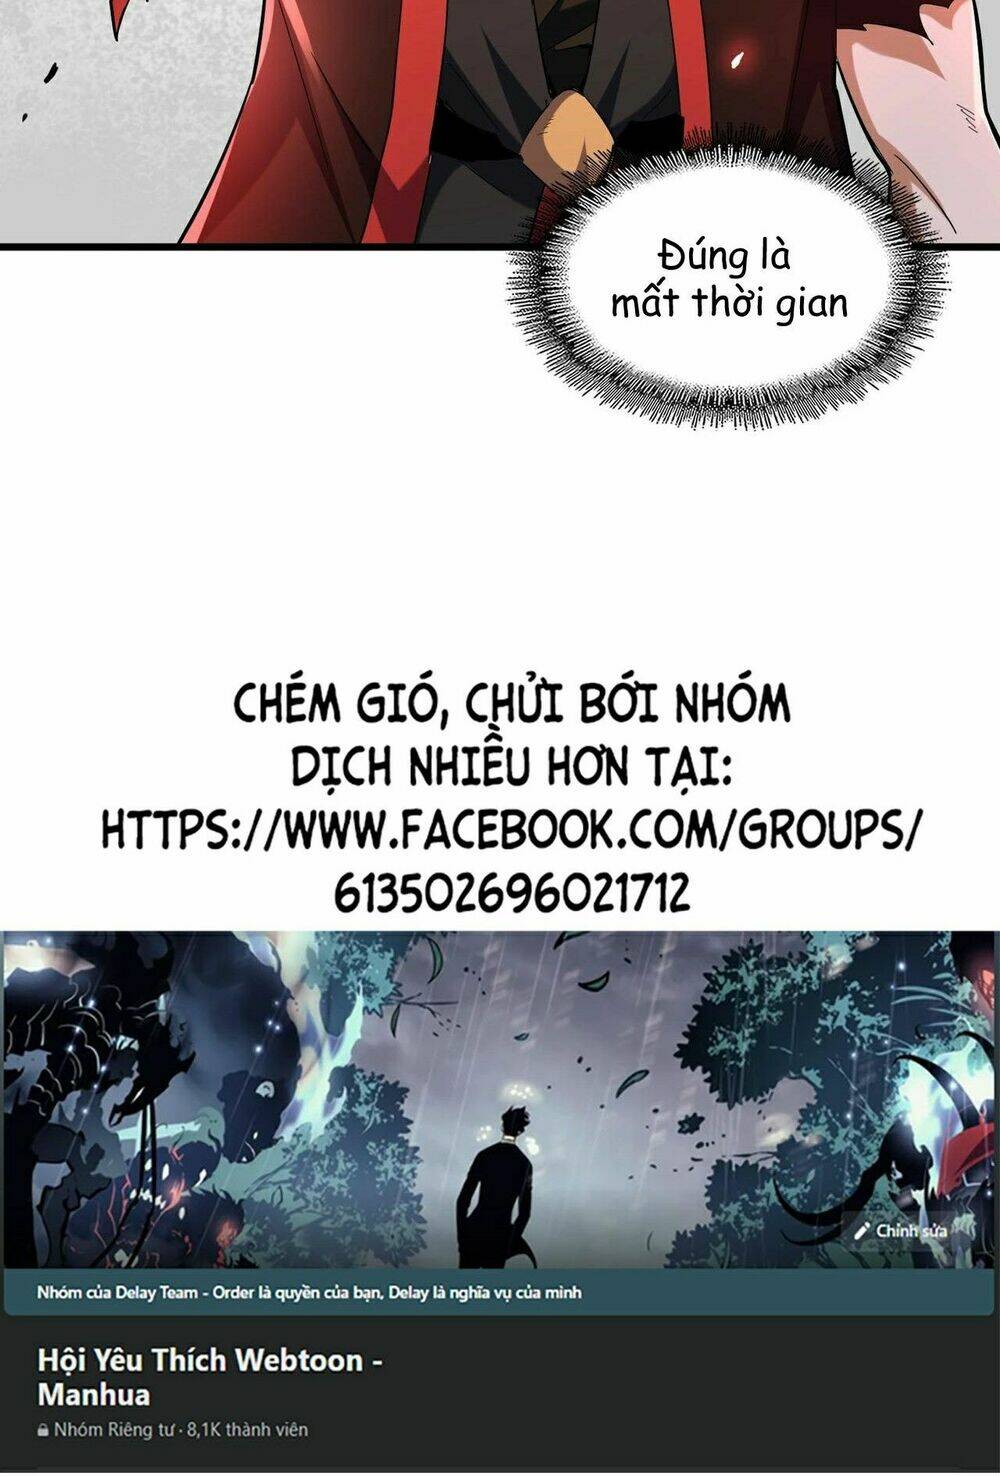 Đúng là
mất thời gian
CHÉM GIÓ, CHỬI BỚI NHÓM
DỊCH NHIỀU HƠN TẠI:
HTTPS://WWW.FACEBOOK.COM/GROUPS/
613502696021712
Chỉnh sửa
Nhóm của Delay Team - Order là quyền của bạn, Delay là nghĩa vụ của mình
Hội Yêu Thích Webtoon -
Manhua
Nhóm Riêng tư · 8,1K thành viên